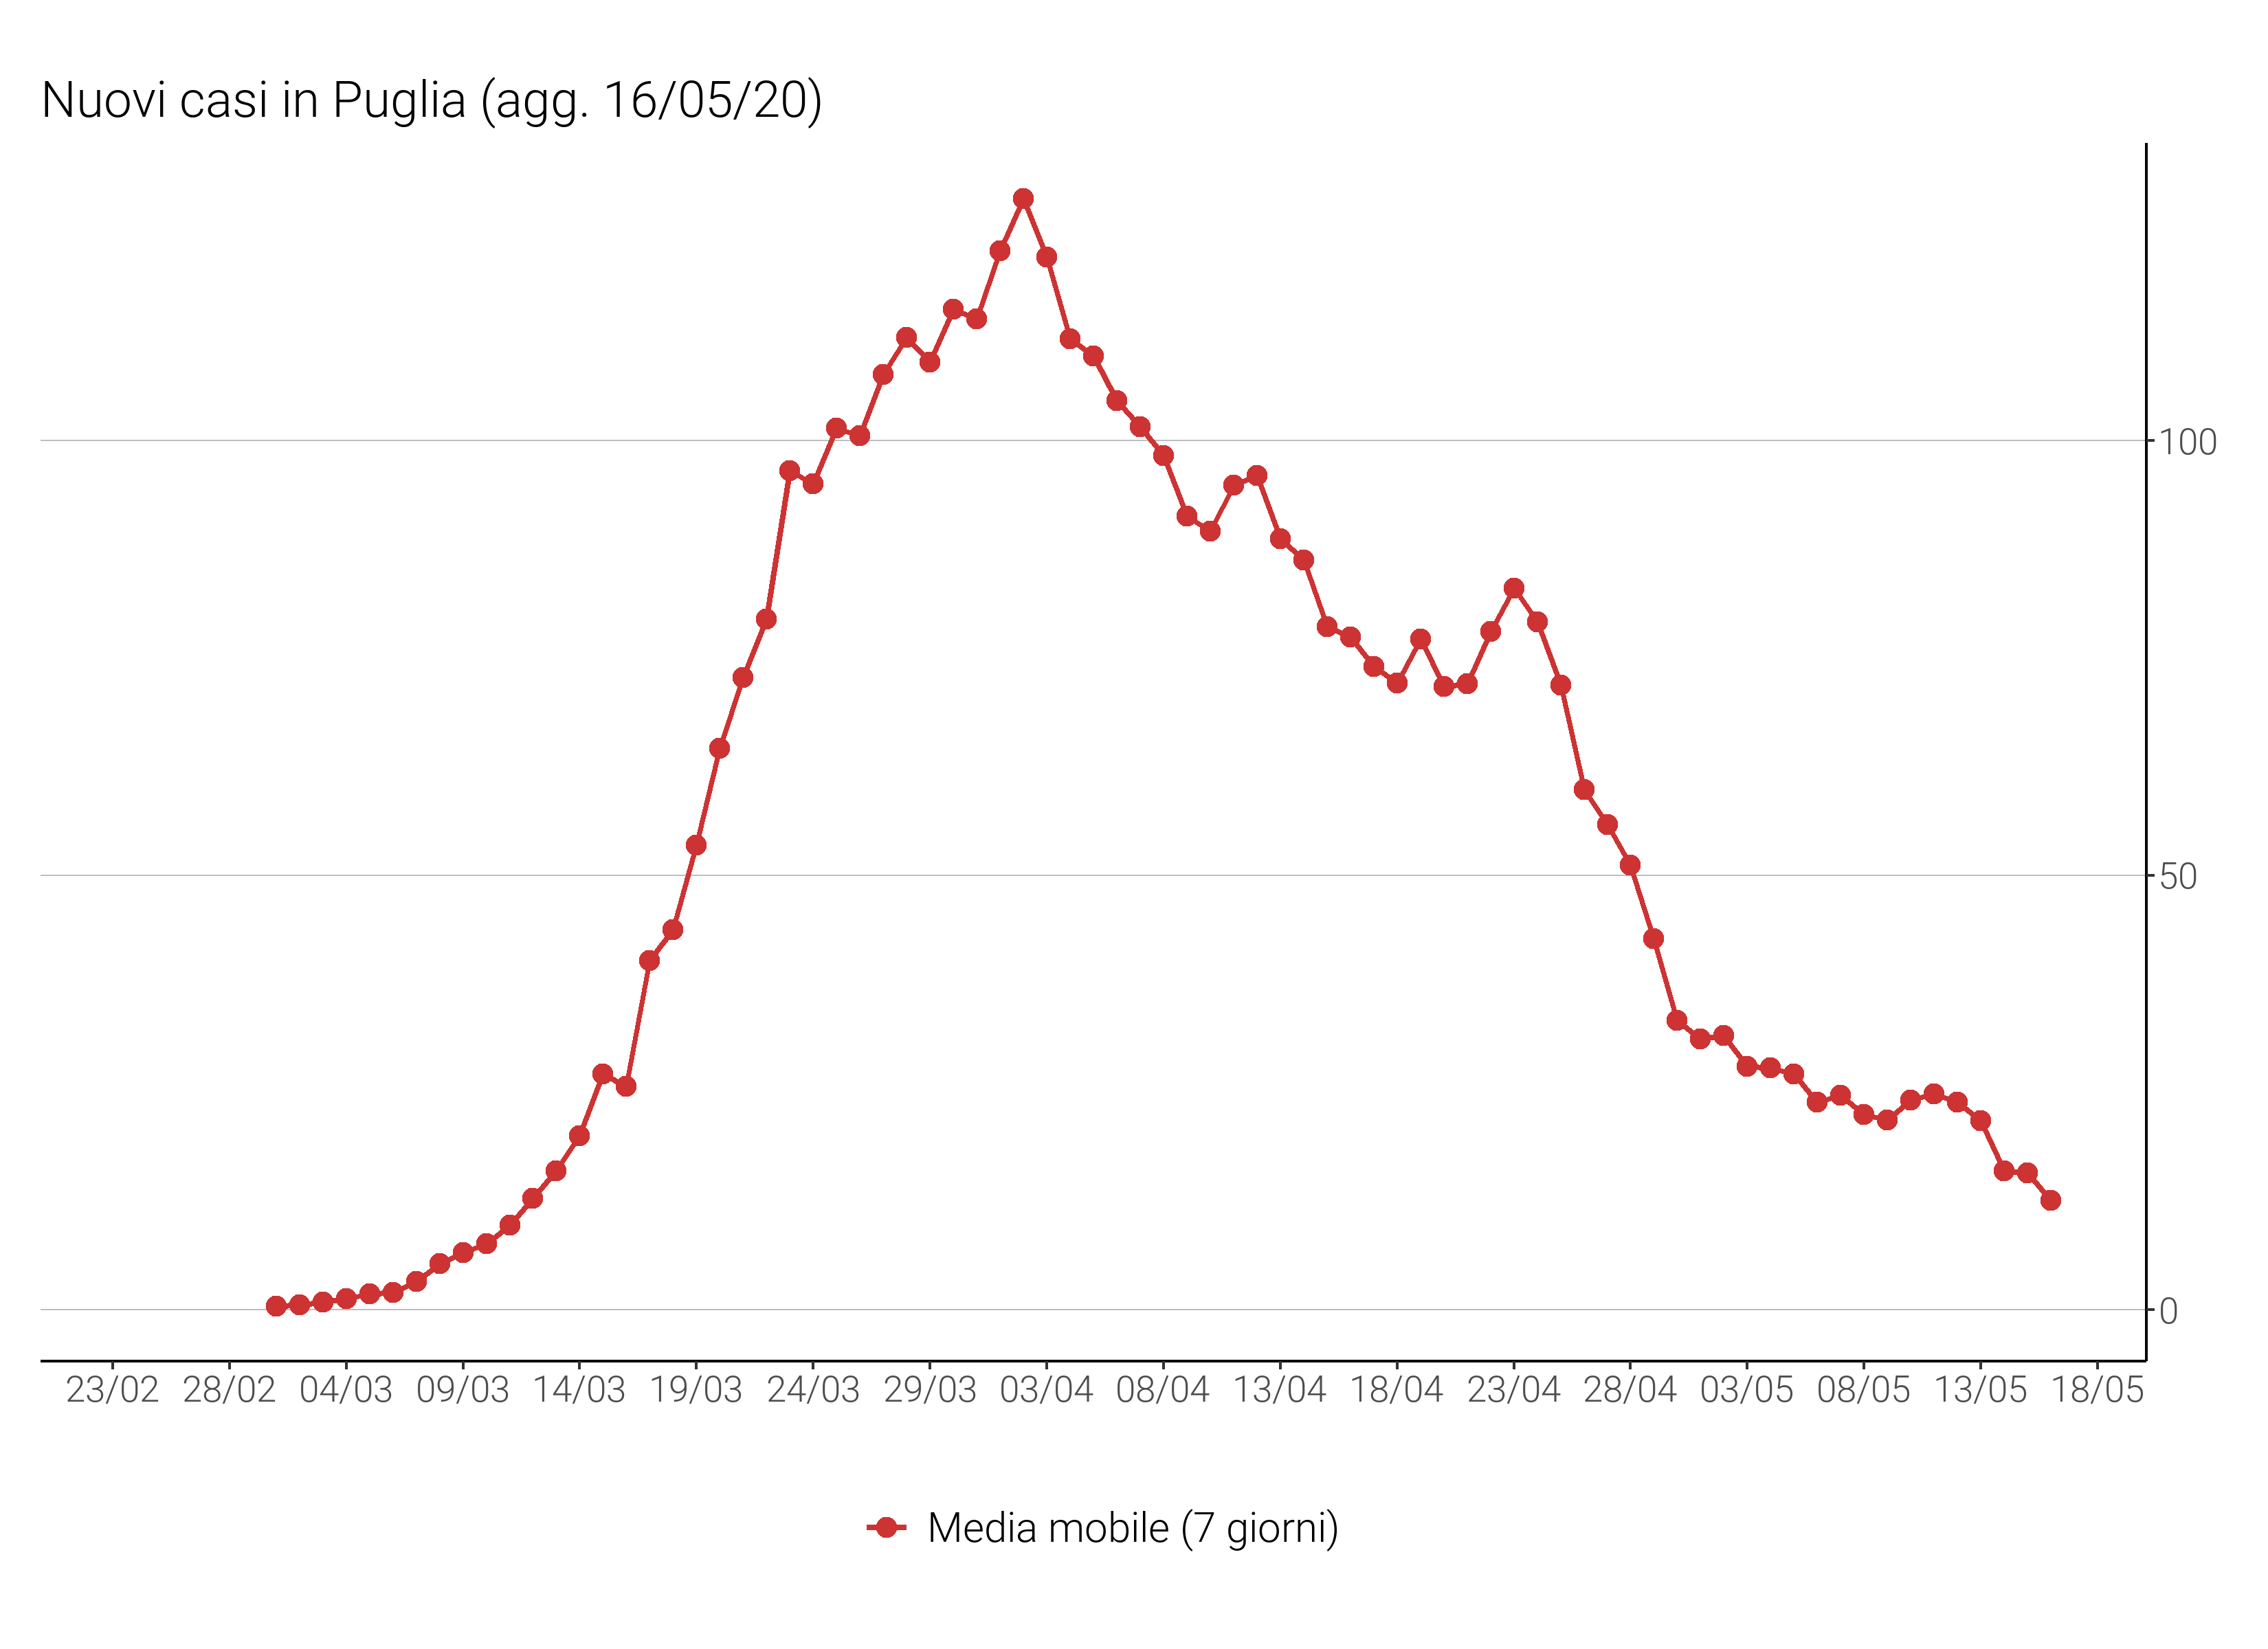 Nuovi casi in Puglia (agg. 16/05/20)
100
50
0
23/02 28/02 04/03 09/03 14/03 19/03 24/03 29/03 03/04 08/04 13/04 18/04 23/04 28/04 03/05 08/05 13/05 18/05
Media mobile (7 giorni)